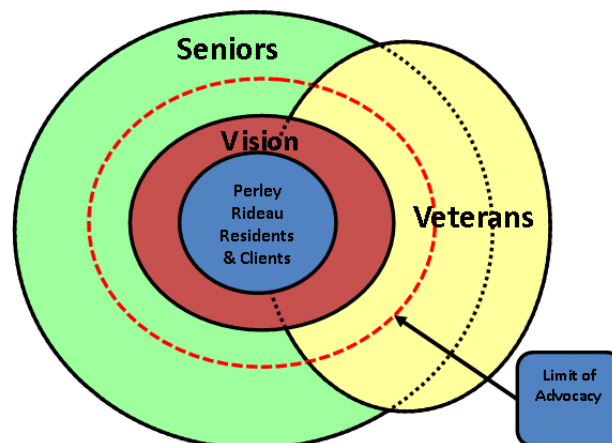 Seniors
Vision
Perley
Rideau
Residents
& Clients
Veterans
Limit of
Advocacy